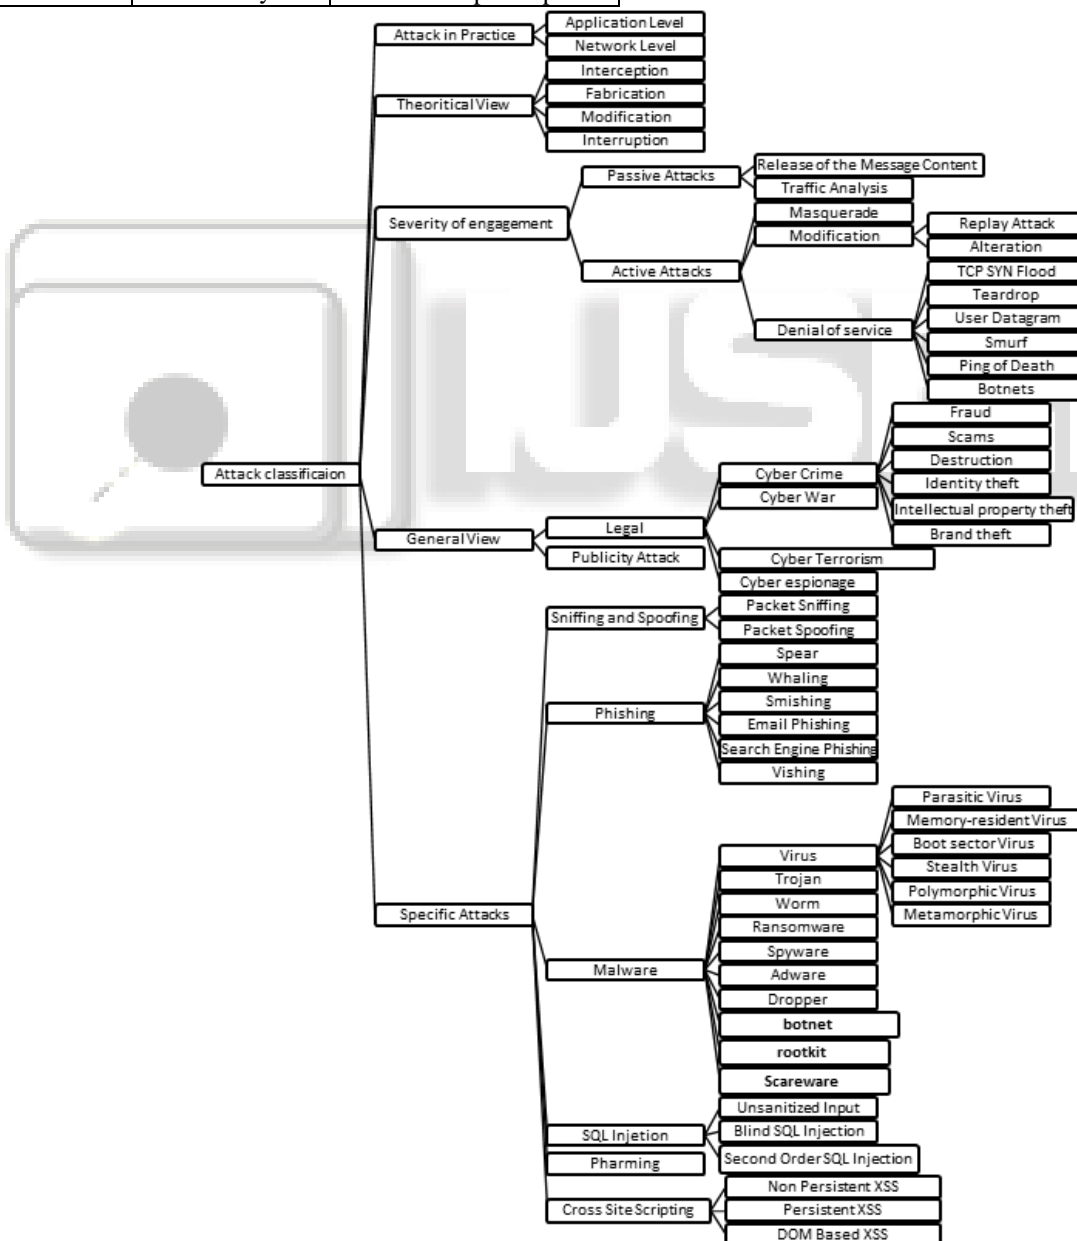 Attack in Practice
Application Level
Network Level
Theoritical View
Interception
Fabrication
Modification
Interruption
Severity of engagement
Passive Attacks
Release of the Message Content
Traffic Analysis
Active Attacks
Masquerade
Modification
Replay Attack
Alteration
Denial of service
TCP SYN Flood
Teardrop
User Datagram
Smurf
Ping of Death
Botnets
Attack classificaion
General View
Legal
Cyber Crime
Fraud
Scams
Destruction
Identity theft
Intellectual property theft
Brand theft
Cyber War
Cyber Terrorism
Cyber espionage
Publicity Attack
Specific Attacks
Sniffing and Spoofing
Packet Sniffing
Packet Spoofing
Phishing
Spear
Whaling
Smishing
Email Phishing
Search Engine Phishing
Vishing
Malware
Virus
Parasitic Virus
Memory-resident Virus
Boot sector Virus
Stealth Virus
Polymorphic Virus
Metamorphic Virus
Trojan
Worm
Ransomware
Spyware
Adware
Dropper
botnet
rootkit
Scareware
SQL Injetion
Unsanitized Input
Blind SQL Injection
Second Order SQL Injection
Pharming
Cross Site Scripting
Non Persistent XSS
Persistent XSS
DOM Based XSS